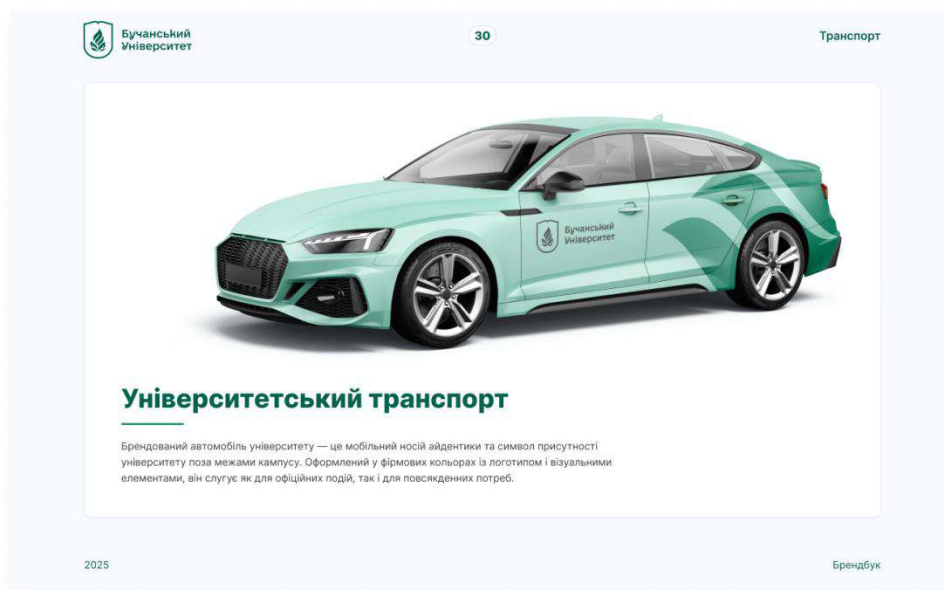 Бучанський
Університет
30
Транспорт
Бучанський
Університет
Університетський транспорт
Брендований автомобіль університету — це мобільний носій айдентики та символ присутності
університету поза межами кампусу. Оформлений у фірмових кольорах із логотипом і візуальними
елементами, він слугує як для офіційних подій, так і для повсякденних потреб.
2025
Брендбук